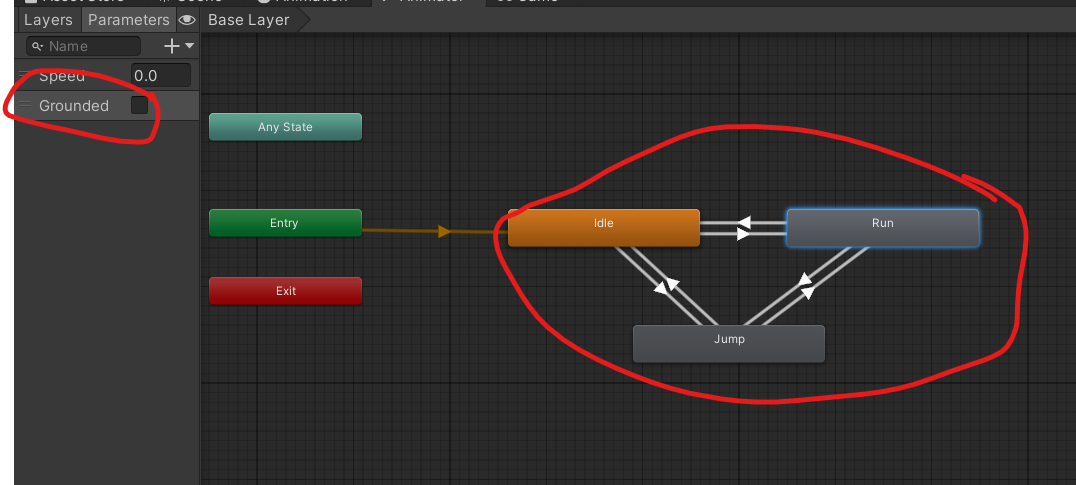 Layers Parameters Base Layer
Name
Speed 0.0
Grounded
Any State
Entry
Idle
Run
Exit
Jump